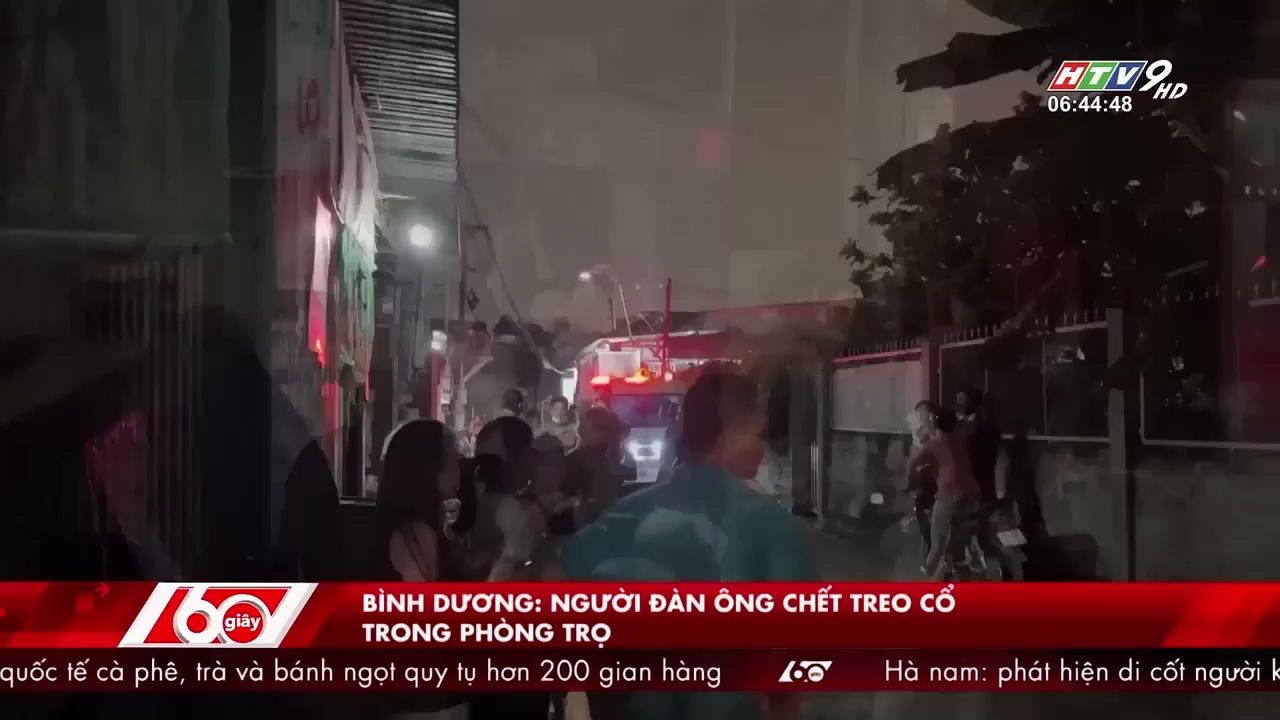 HTV9 HD
06:44:48
60 giây
BÌNH DƯƠNG: NGƯỜI ĐÀN ÔNG CHẾT TREO CỔ
TRONG PHÒNG TRỌ
quốc tế cà phê, trà và bánh ngọt quy tụ hơn 200 gian hàng 60 giây Hà nam: phát hiện di cốt người